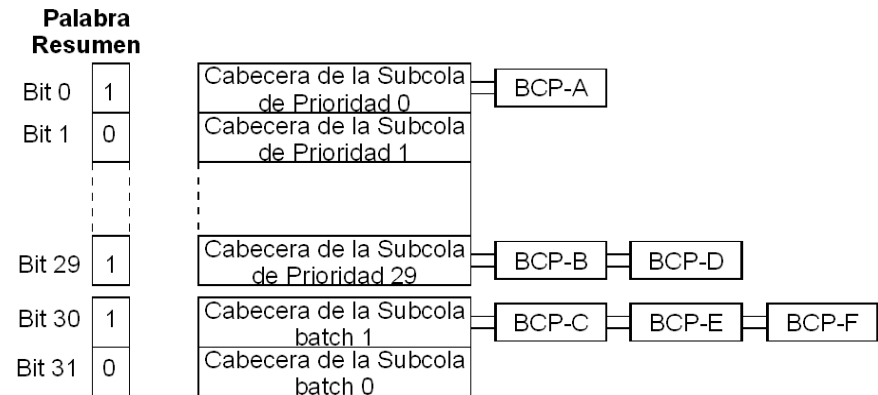 Palabra
Resumen
Bit 0 1 Cabecera de la Subcola BCP-A
de Prioridad 0
Bit 1 0 Cabecera de la Subcola
de Prioridad 1
Bit 29 1 Cabecera de la Subcola BCP-B BCP-D
de Prioridad 29
Bit 30 1 Cabecera de la Subcola BCP-C BCP-E BCP-F
batch 1
Bit 31 0 Cabecera de la Subcola
batch 0